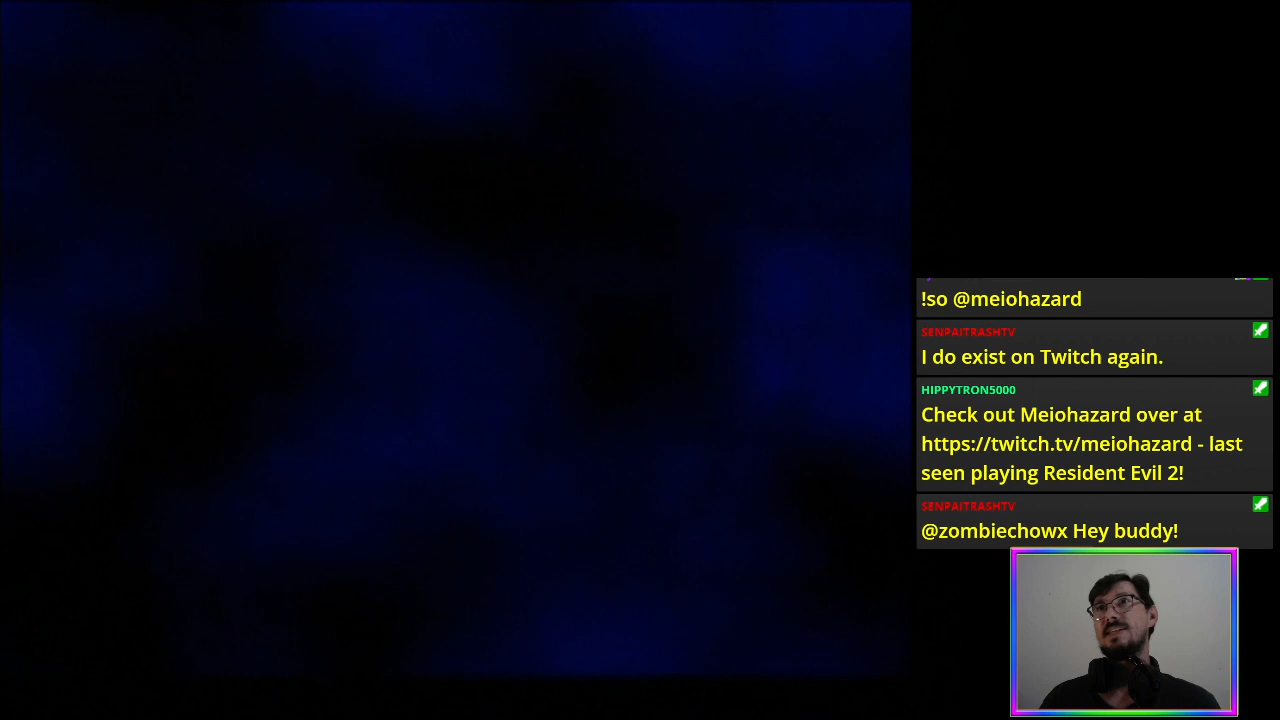 !so @meiohazard
SENPAITRASHTV
I do exist on Twitch again.
HIPPYTRON5000
Check out Meiohazard over at
https://twitch.tv/meiohazard - last
seen playing Resident Evil 2!
SENPAITRASHTV
@zombiechowx Hey buddy!